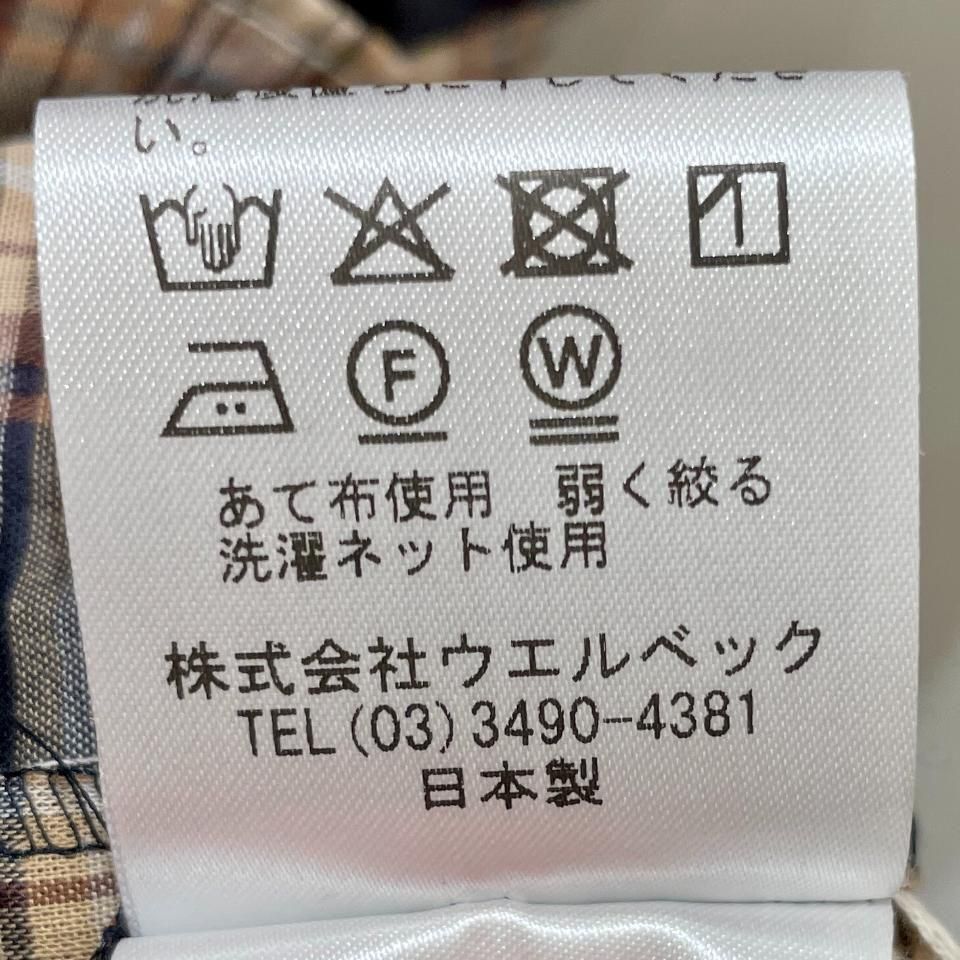 い。
F W
あて布使用 弱く絞る
洗濯ネット使用
株式会社ウエルベック
TEL(03)3490-4381
日本製